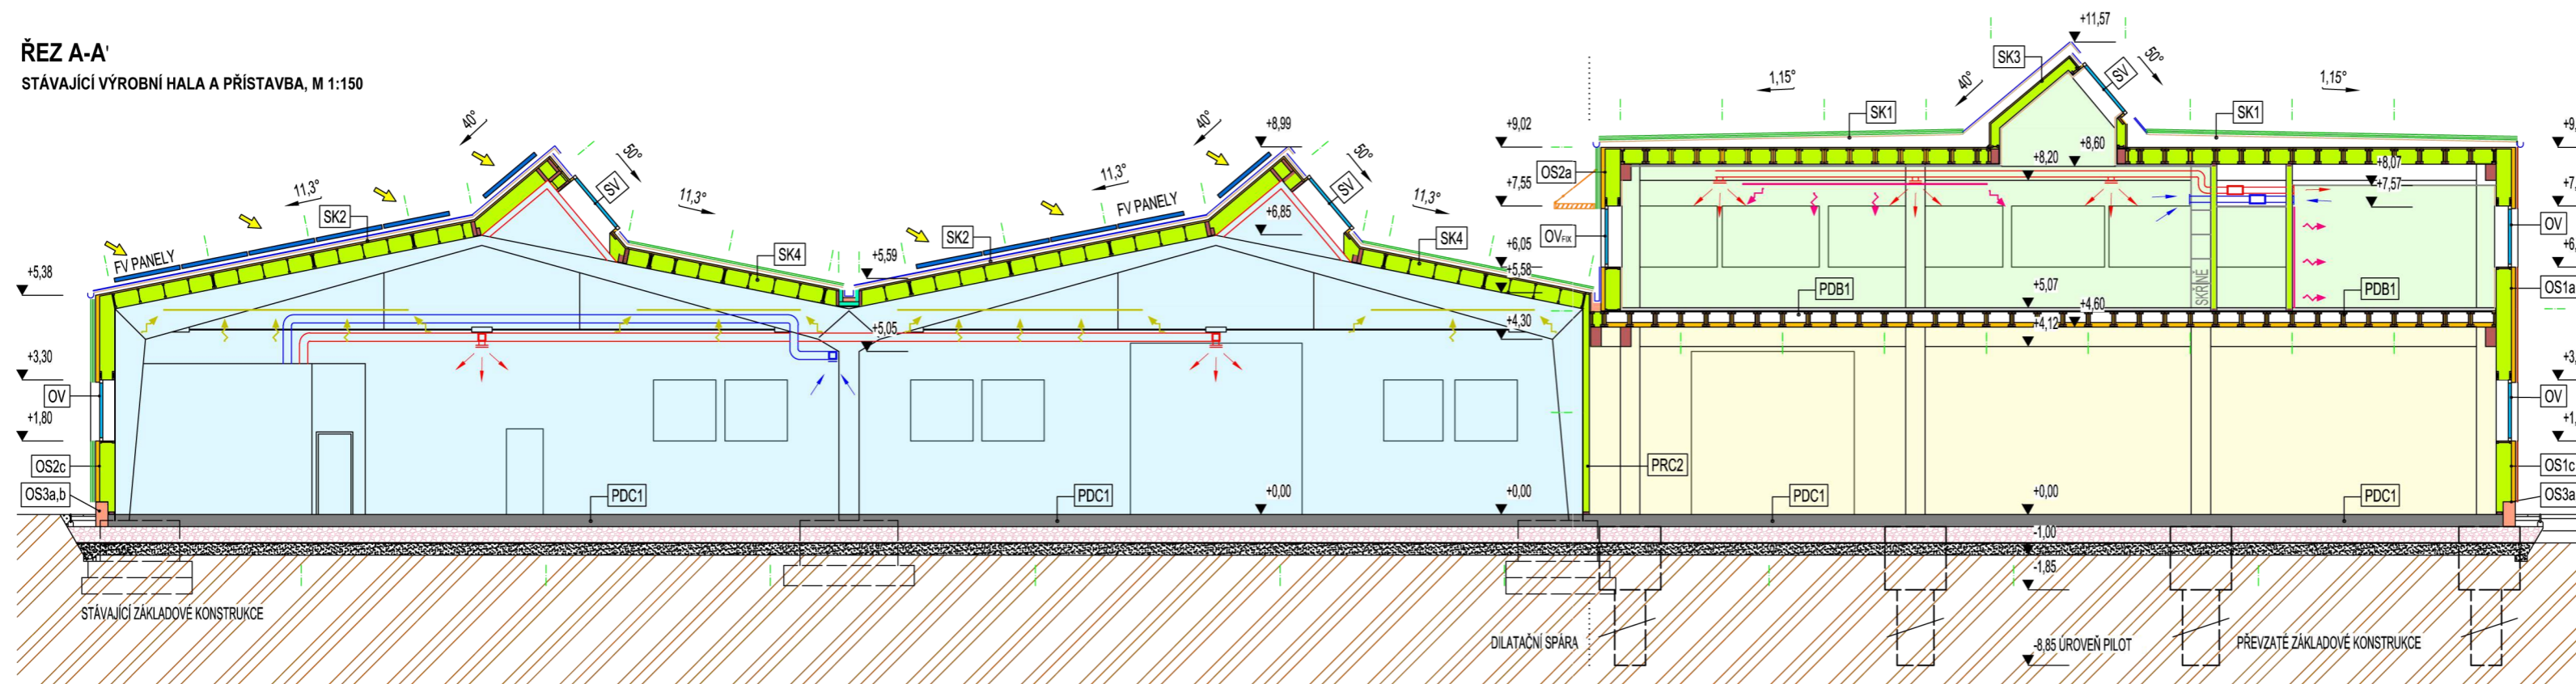 ŘEZ A-A'
STÁVAJÍCÍ VÝROBNÍ HALA A PŘÍSTAVBA, M 1:150
+11,57
SK3
50°
SV
40°
1,15°
1,15°
SK1
SK1
40°
50°
SV
11,3°
11,3°
SK2
FV PANELY
SK4
40°
+8,99
50°
SV
11,3°
11,3°
FV PANELY
SK2
+6,85
SK4
+9,02
+9,
OS2a
+7,55
OVFIX
+6,05
+5,58
+4,30
+8,60
+8,20
+8,07
+7,57
+7,
OV
+6,
+5,38
+5,59
+5,05
SKŘÍNĚ
+5,07
+4,60
+4,12
PDB1
PDB1
OS1a
+3,30
OV
+1,80
+3,
OV
+1,
OS2c
OS3a,b
PRC2
OS1c
OS3a
PDC1
PDC1
+0,00
+0,00
PDC1
+0,00
PDC1
-1,00
-1,85
STÁVAJÍCÍ ZÁKLADOVÉ KONSTRUKCE
DILATAČNÍ SPÁRA
-8,85 ÚROVEŇ PILOT
PŘEVZATÉ ZÁKLADOVÉ KONSTRUKCE